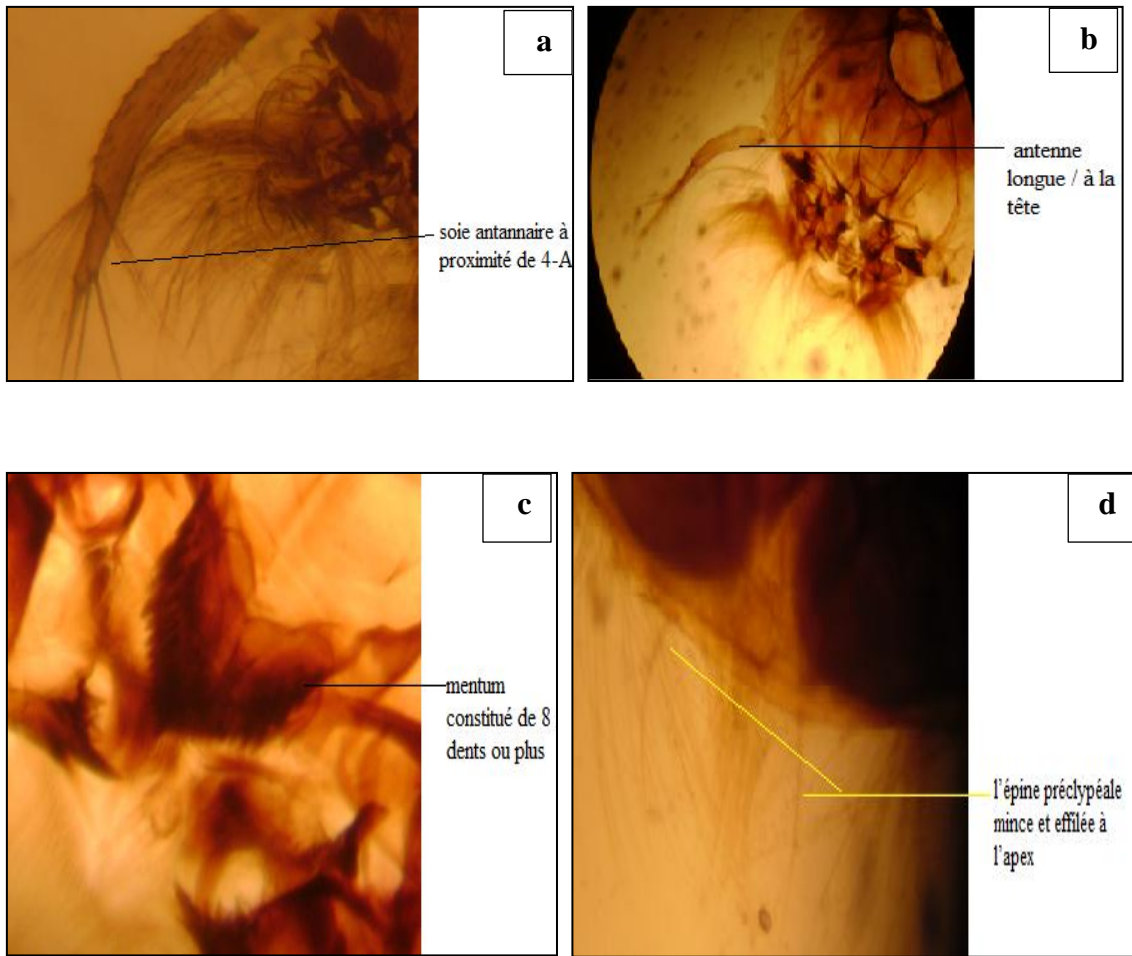 a
soie antannaire à
proximité de 4-A
b
antenne
longue / à la
tête
c
mentum
constitué de 8
dents ou plus
d
l'épine préclypéale
mince et effilée à
l'apex